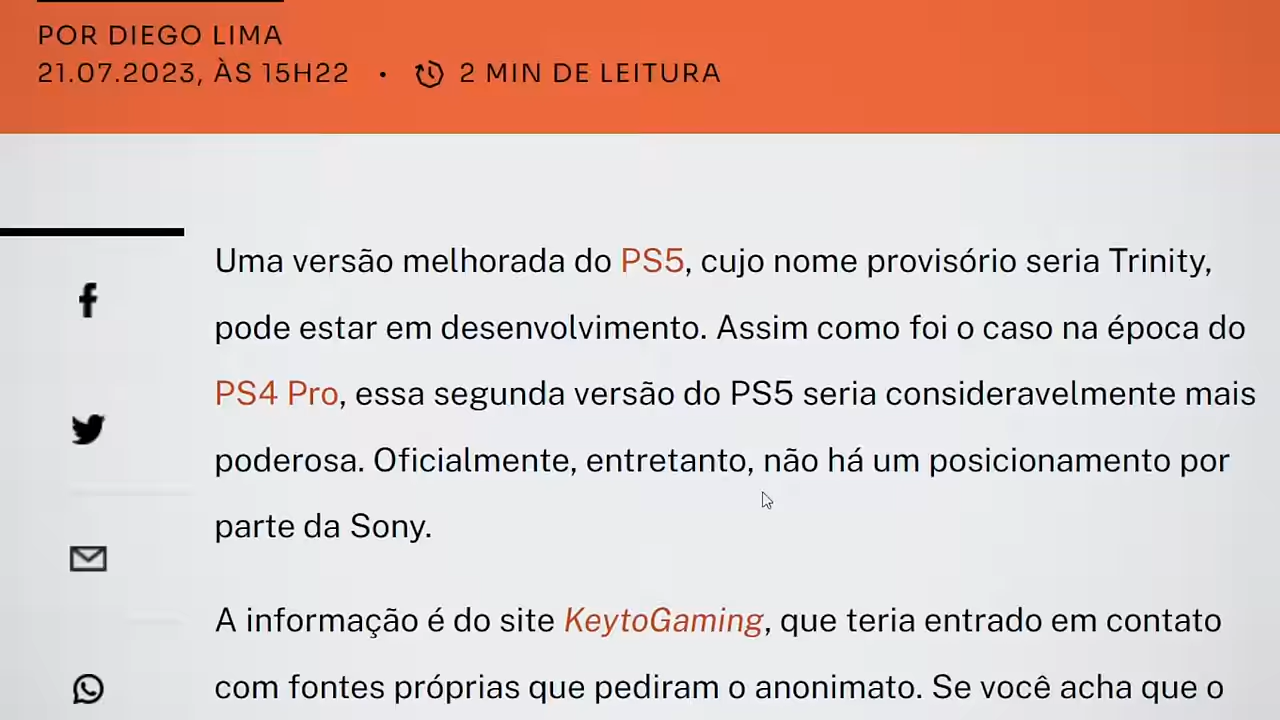 POR DIEGO LIMA
21.07.2023, ÀS 15H22 • 2 MIN DE LEITURA
Uma versão melhorada do PS5, cujo nome provisório seria Trinity,
pode estar em desenvolvimento. Assim como foi o caso na época do
PS4 Pro, essa segunda versão do PS5 seria consideravelmente mais
poderosa. Oficialmente, entretanto, não há um posicionamento por
parte da Sony.
A informação é do site KeytoGaming, que teria entrado em contato
com fontes próprias que pediram o anonimato. Se você acha que o